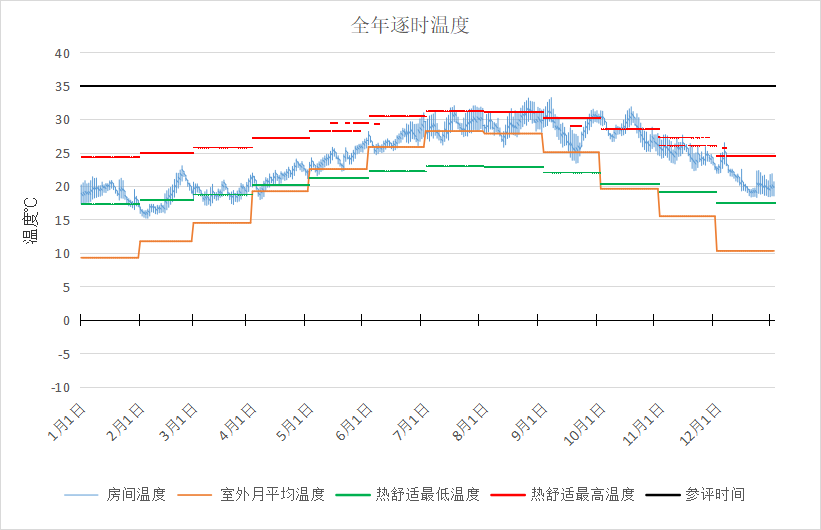 全年逐时温度
40
35
30
25
20
15
10
5
0
-5
-10
温度℃
1月1日
2月1日
3月1日
4月1日
5月1日
6月1日
7月1日
8月1日
9月1日
10月1日
11月1日
12月1日
房间温度 室外月平均温度 热舒适最低温度 热舒适最高温度 参评时间